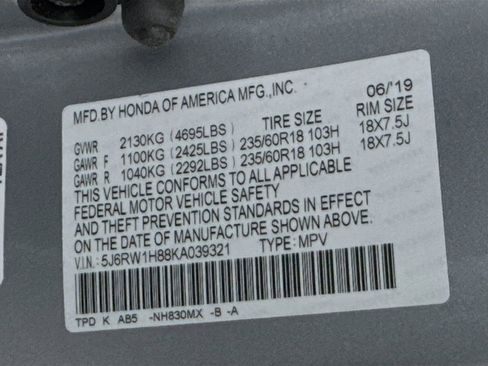 MFD.BY HONDA OF AMERICA MFG.,INC. 06/'19
TIRE SIZE RIM SIZE
GVWR 2130KG (4695LBS)
GAWR F 1100KG (2425LBS) 235/60R18 103H 18X7.5J
GAWR R 1040KG (2292LBS) 235/60R18 103H 18X7.5J
THIS VEHICLE CONFORMS TO ALL APPLICABLE
FEDERAL MOTOR VEHICLE SAFETY
AND THEFT PREVENTION STANDARDS IN EFFECT
ON THE DATE OF MANUFACTURE SHOWN ABOVE.
V.I.N.: 5J6RW1H88KA039321 TYPE: MPV
TPD K AB5 -NH830MX -B -A